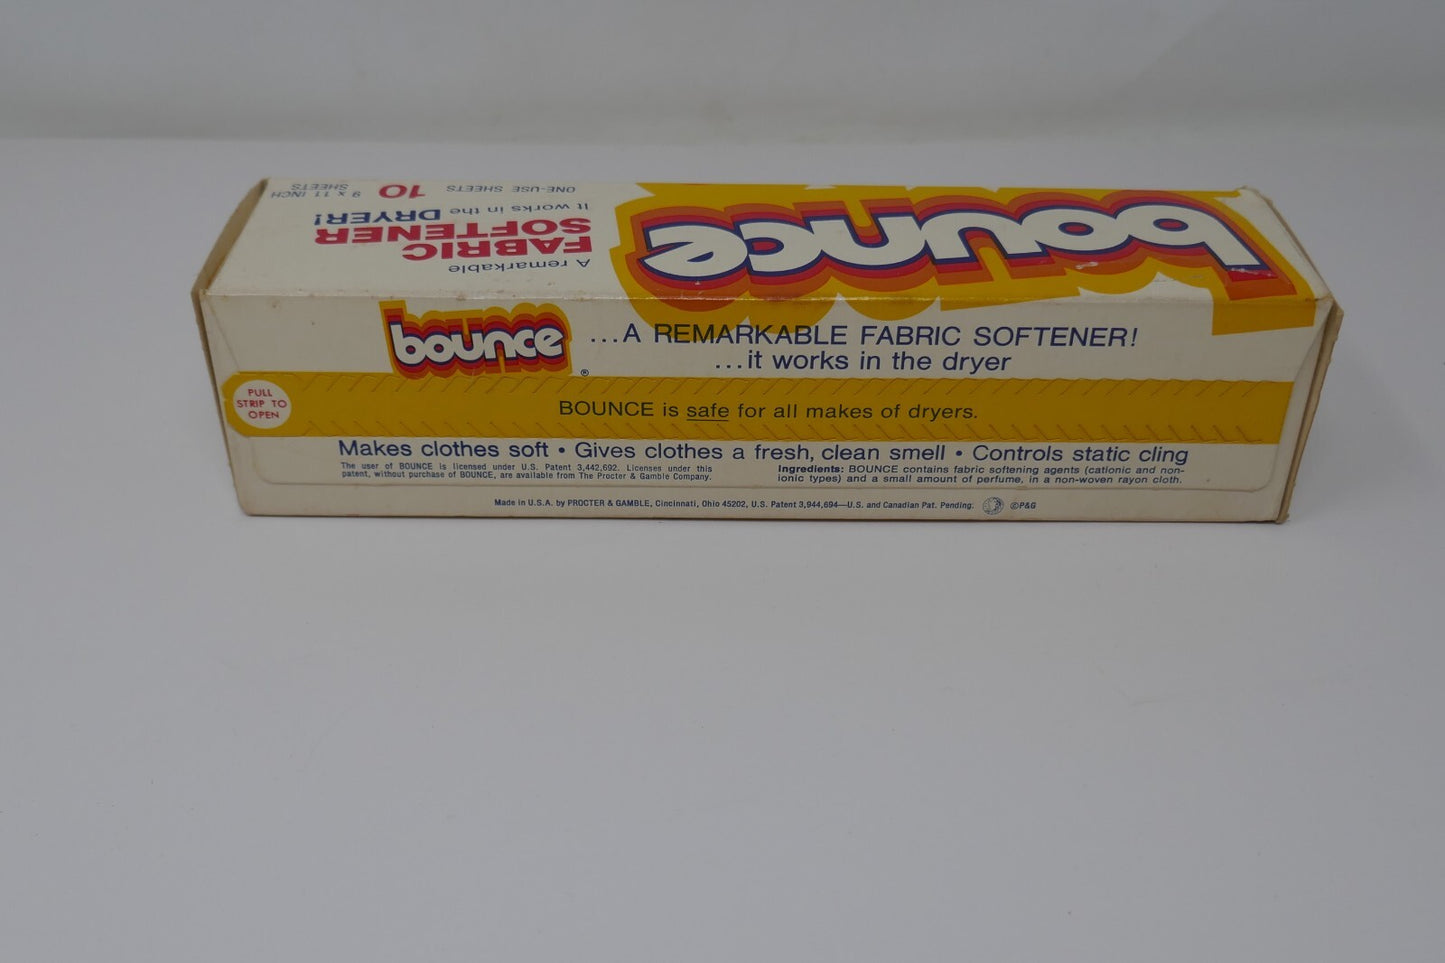 bounce
A remarkable
FABRIC
SOFTENER
It works in the DRYER!
10 ONE-USE SHEETS
9 x 11 INCH
SHEETS
bounce®
...A REMARKABLE FABRIC SOFTENER!
...it works in the dryer
PULL
STRIP TO
OPEN
BOUNCE is safe for all makes of dryers.
Makes clothes soft • Gives clothes a fresh, clean smell • Controls static cling
The user of BOUNCE is licensed under U.S. Patent 3,442,692. Licenses under this
patent, without purchase of BOUNCE, are available from The Procter & Gamble Company.
Ingredients: BOUNCE contains fabric softening agents (cationic and non-
ionic types) and a small amount of perfume, in a non-woven rayon cloth.
Made in U.S.A. by PROCTER & GAMBLE, Cincinnati, Ohio 45202, U.S. Patent 3,944,694—U.S. and Canadian Pat. Pending. ©P&G